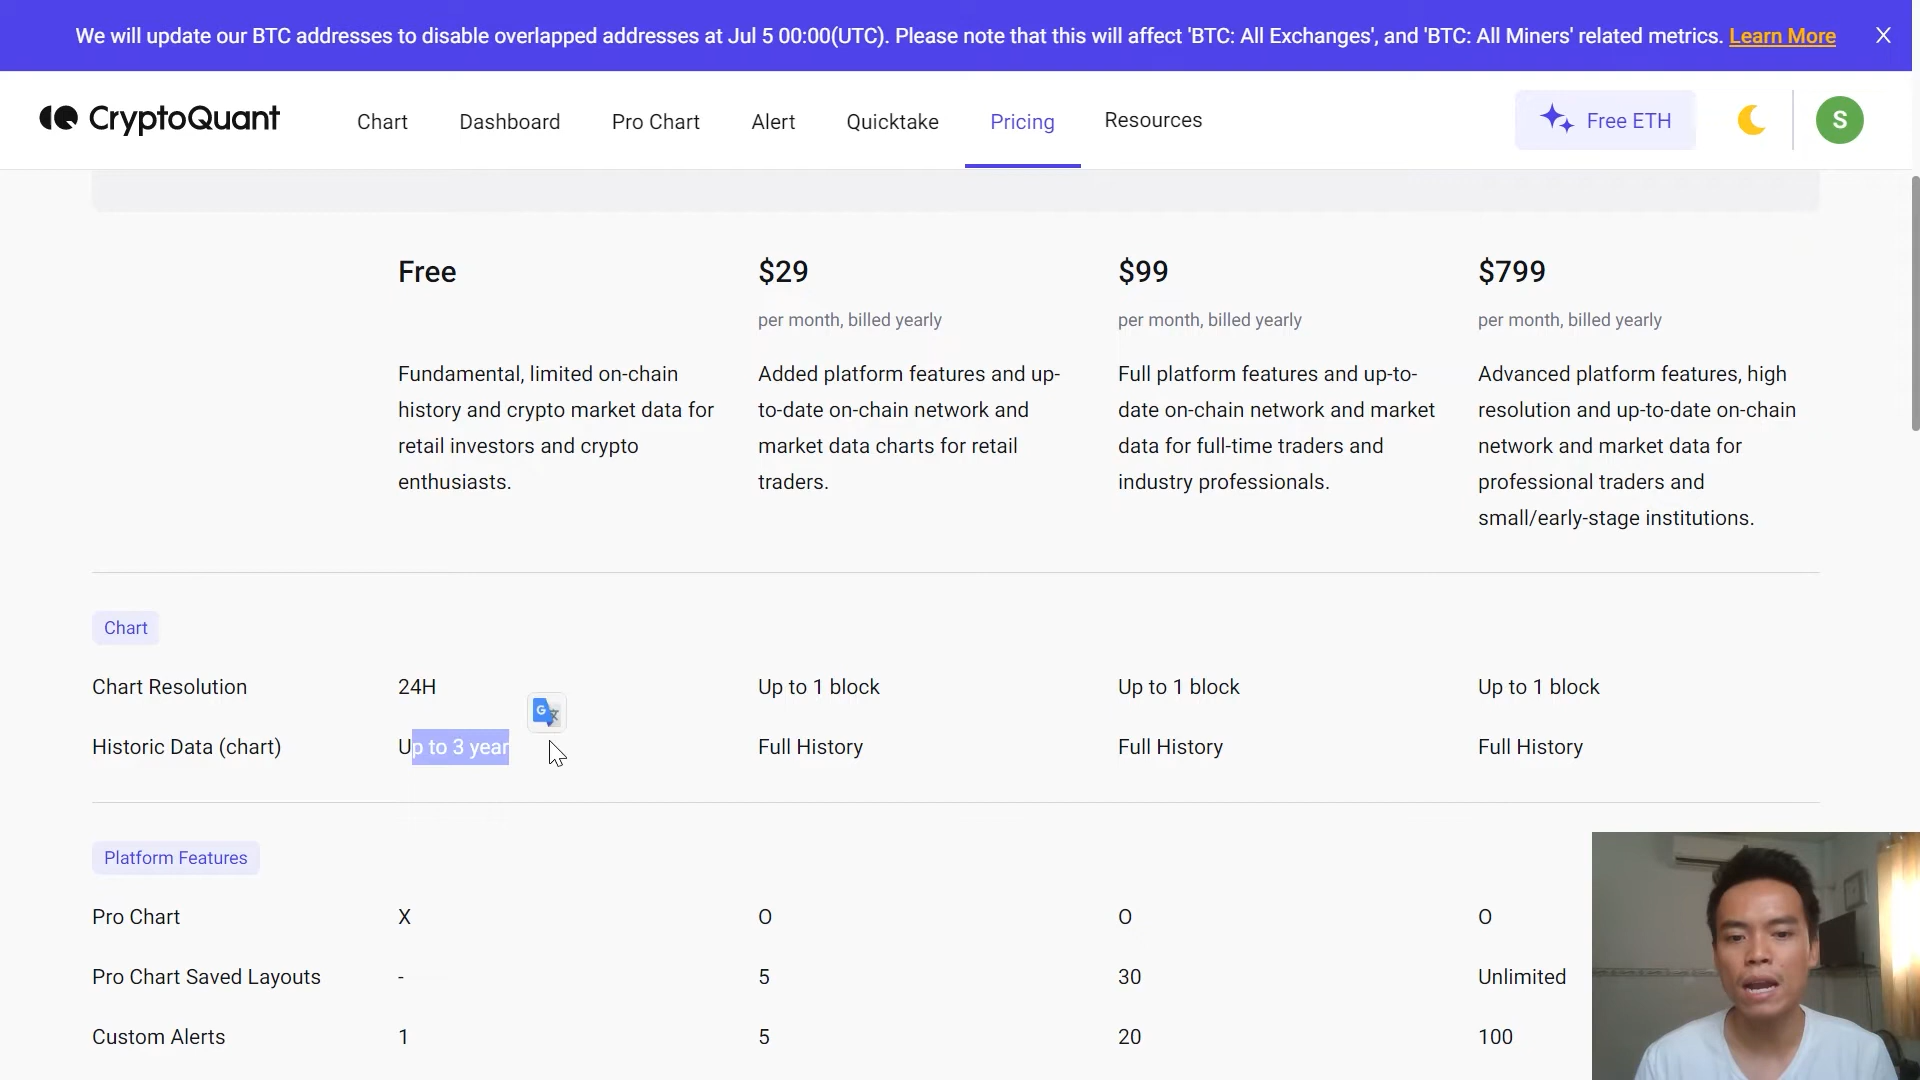 We will update our BTC addresses to disable overlapped addresses at Jul 5 00:00(UTC). Please note that this will affect 'BTC: All Exchanges', and 'BTC: All Miners' related metrics. Learn More X
CryptoQuant Chart Dashboard Pro Chart Alert Quicktake Pricing Resources Free ETH S
Free $29 $99 $799
per month, billed yearly per month, billed yearly per month, billed yearly
Fundamental, limited on-chain
history and crypto market data for
retail investors and crypto
enthusiasts.
Added platform features and up-
to-date on-chain network and
market data charts for retail
traders.
Full platform features and up-to-
date on-chain network and market
data for full-time traders and
industry professionals.
Advanced platform features, high
resolution and up-to-date on-chain
network and market data for
professional traders and
small/early-stage institutions.
Chart
Chart Resolution 24H Up to 1 block Up to 1 block Up to 1 block
Historic Data (chart) Up to 3 year Full History Full History Full History
Platform Features
Pro Chart X O O O
Pro Chart Saved Layouts - 5 30 Unlimited
Custom Alerts 1 5 20 100